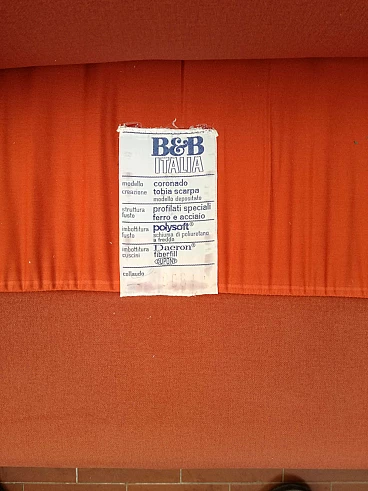 B&B
ITALIA
modello coronado
creazione tobia scarpa
modello depositato
struttura profilati speciali
fusto ferro e acciaio
imbottitura polysoft®
fusto schiuma di poliuretano
a freddo
imbottitura Dacron®
cuscini fiberfill
DUPONT
collaudo